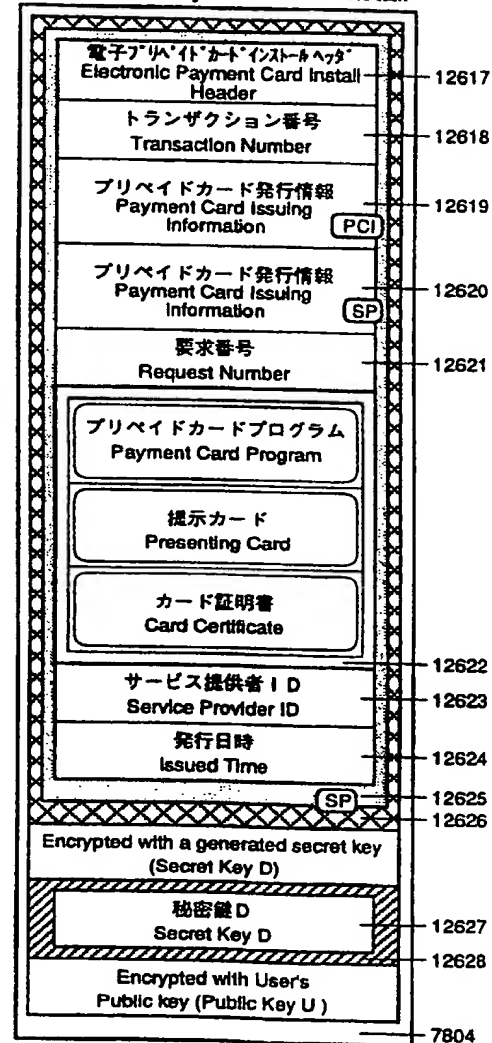 電子プリペイドカードインストールヘッダ
Electronic Payment Card Install
Header
12617
トランザクション番号
Transaction Number
12618
プリペイドカード発行情報
Payment Card Issuing
Information
PCI
12619
プリペイドカード発行情報
Payment Card Issuing
Information
SP
12620
要求番号
Request Number
12621
プリペイドカードプログラム
Payment Card Program
提示カード
Presenting Card
カード証明書
Card Certificate
12622
サービス提供者ID
Service Provider ID
12623
発行日時
Issued Time
12624
SP
12625
12626
Encrypted with a generated secret key
(Secret Key D)
秘密鍵D
Secret Key D
12627
12628
Encrypted with User's
Public key (Public Key U )
7804